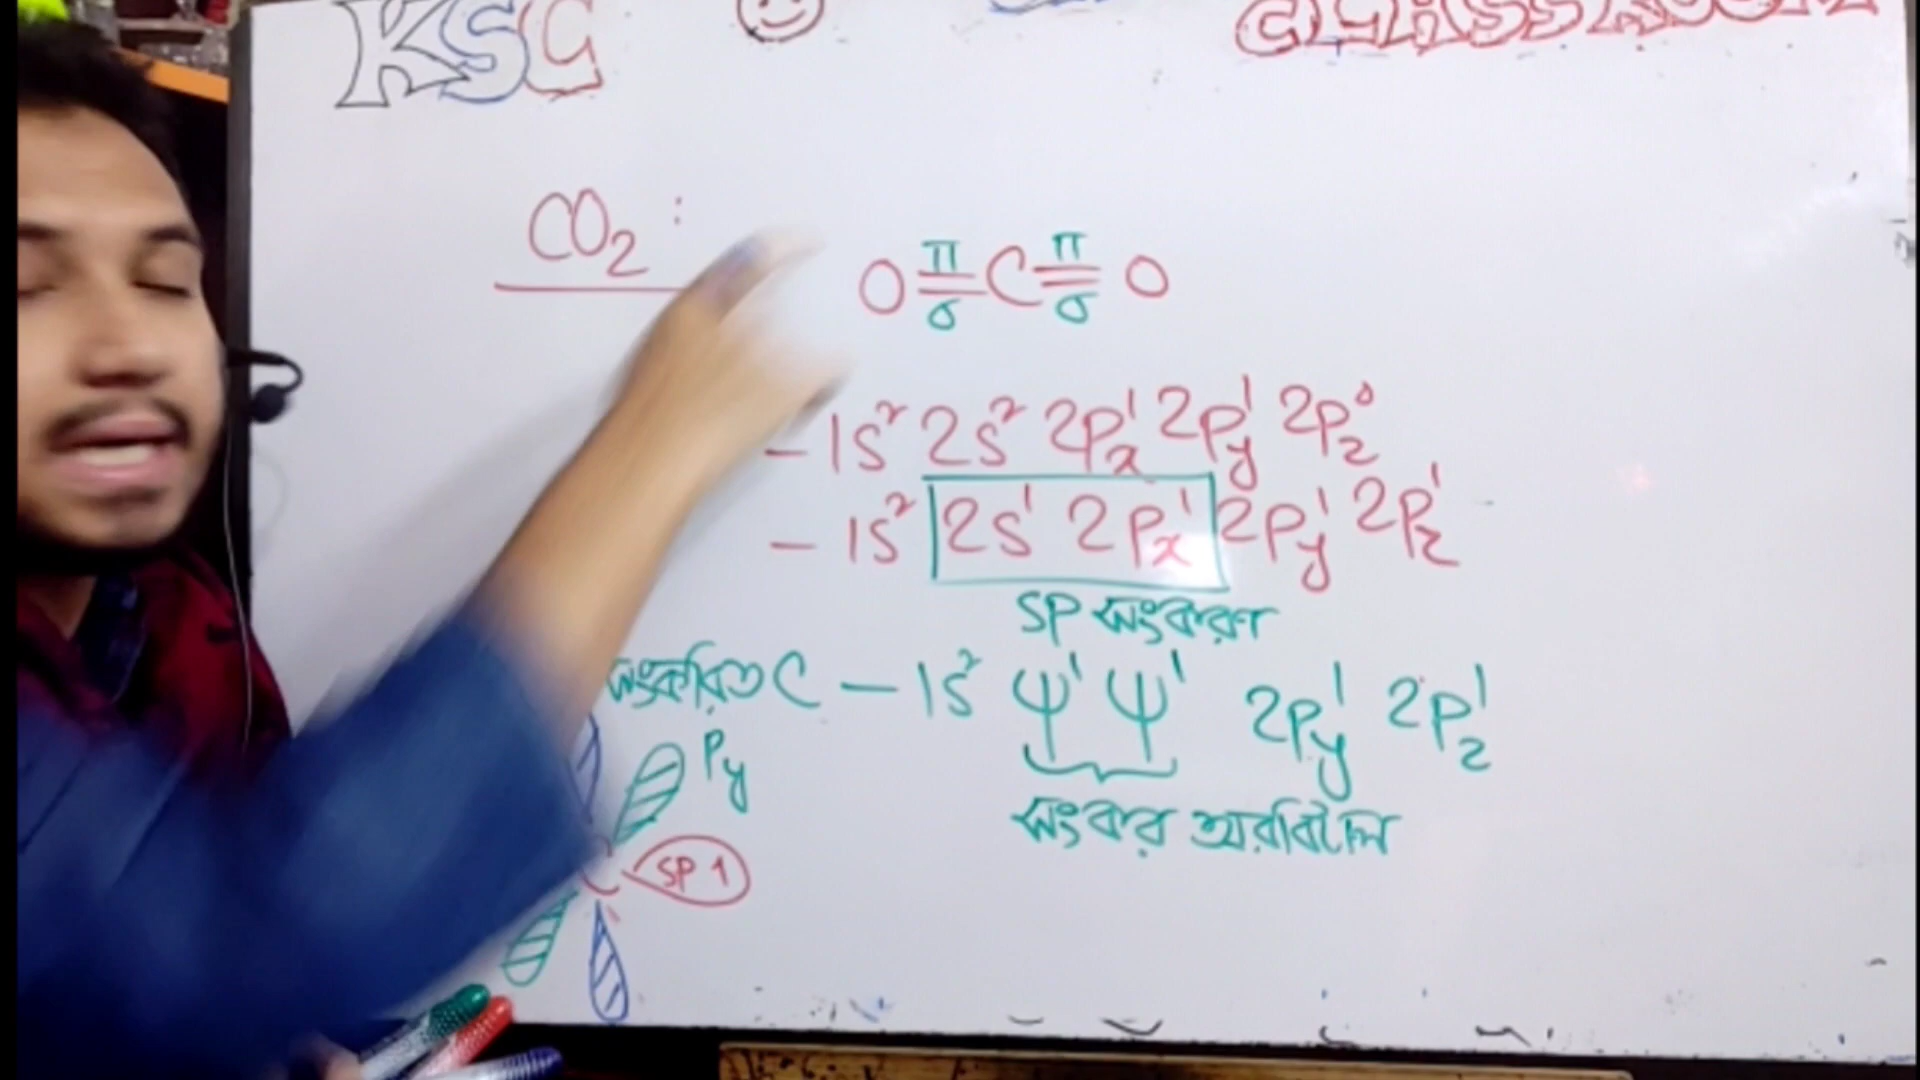 KSC CLASSROOM
CO2 :
O π σ C π σ O
– 1s² 2s² 2Px¹ 2Py¹ 2Pz⁰
– 1s² 2s¹ 2Px¹ 2Py¹ 2Pz¹
SP সংকরণ
সংকরিত C – 1s² ψ¹ ψ¹ 2Py¹ 2Pz¹
Py
সংকর অরবিটাল
SP 1